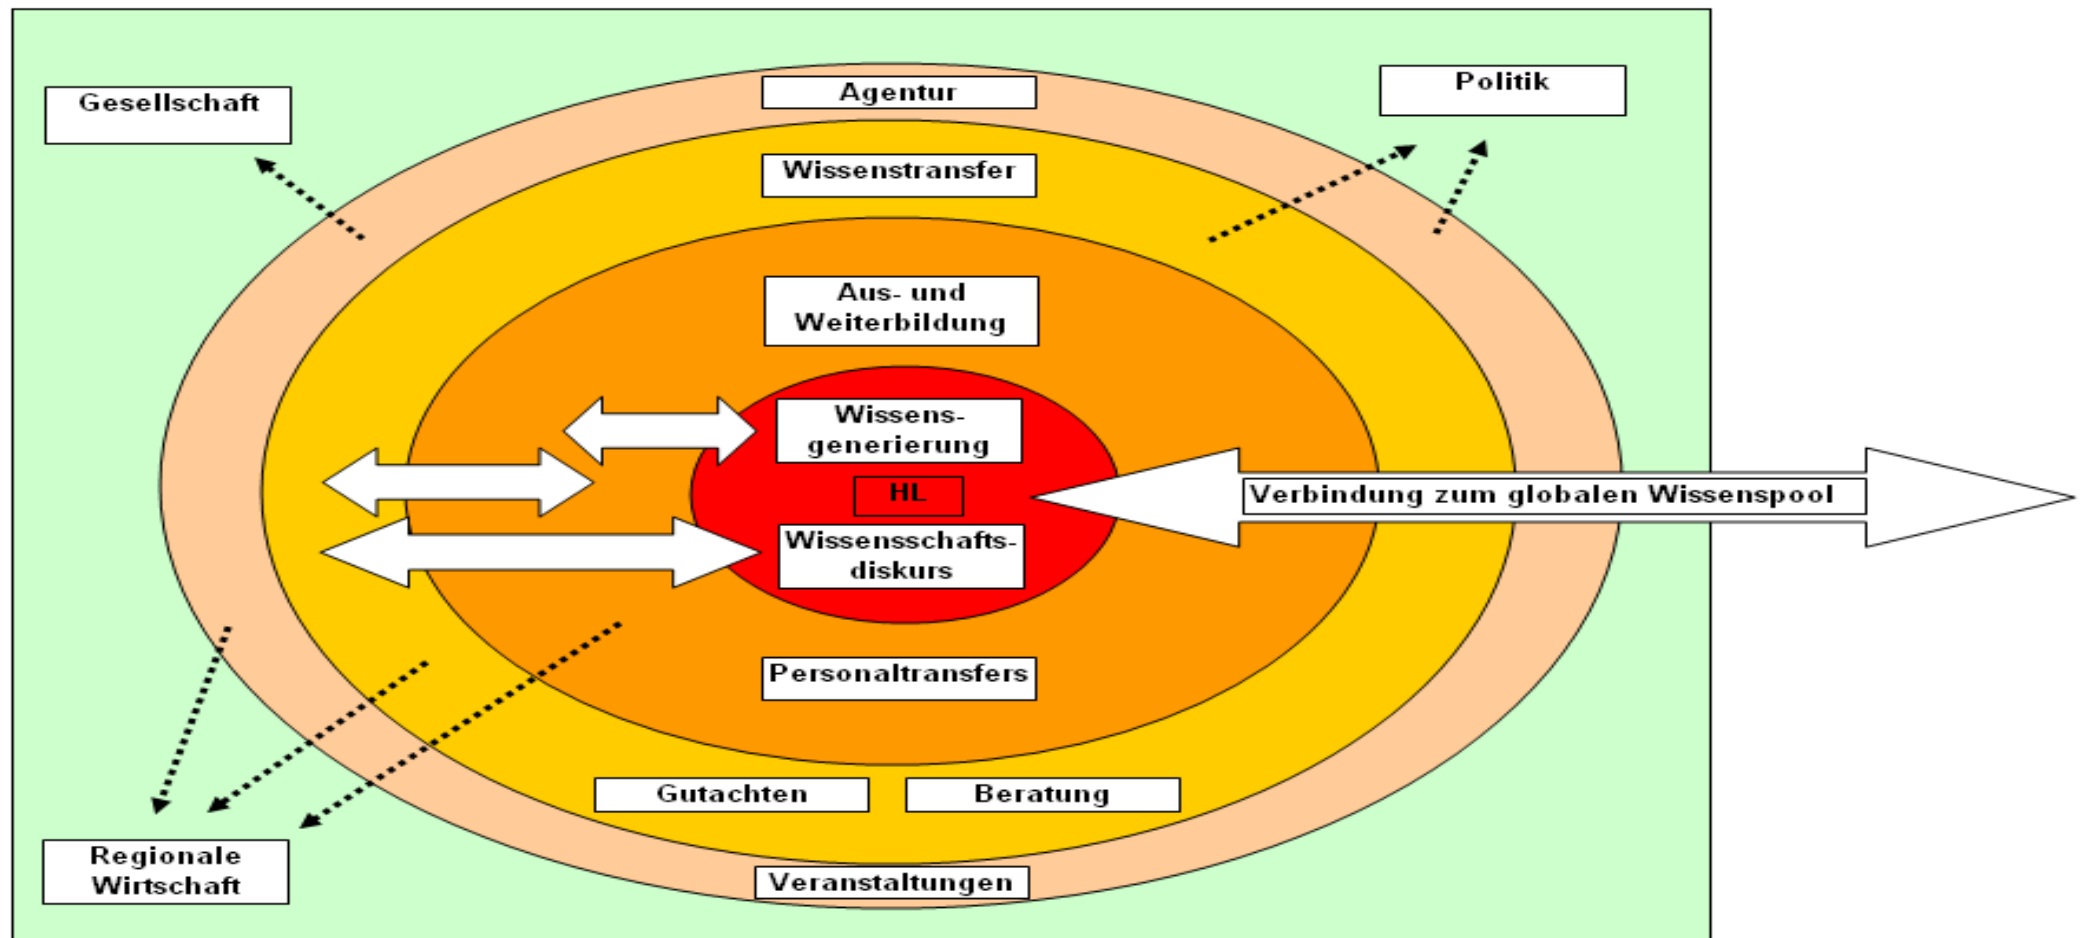 Gesellschaft
Agentur
Politik
Wissenstransfer
Aus- und
Weiterbildung
Wissens-
generierung
HL
Verbindung zum globalen Wissenspool
Wissensschafts-
diskurs
Personaltransfers
Gutachten
Beratung
Regionale
Wirtschaft
Veranstaltungen